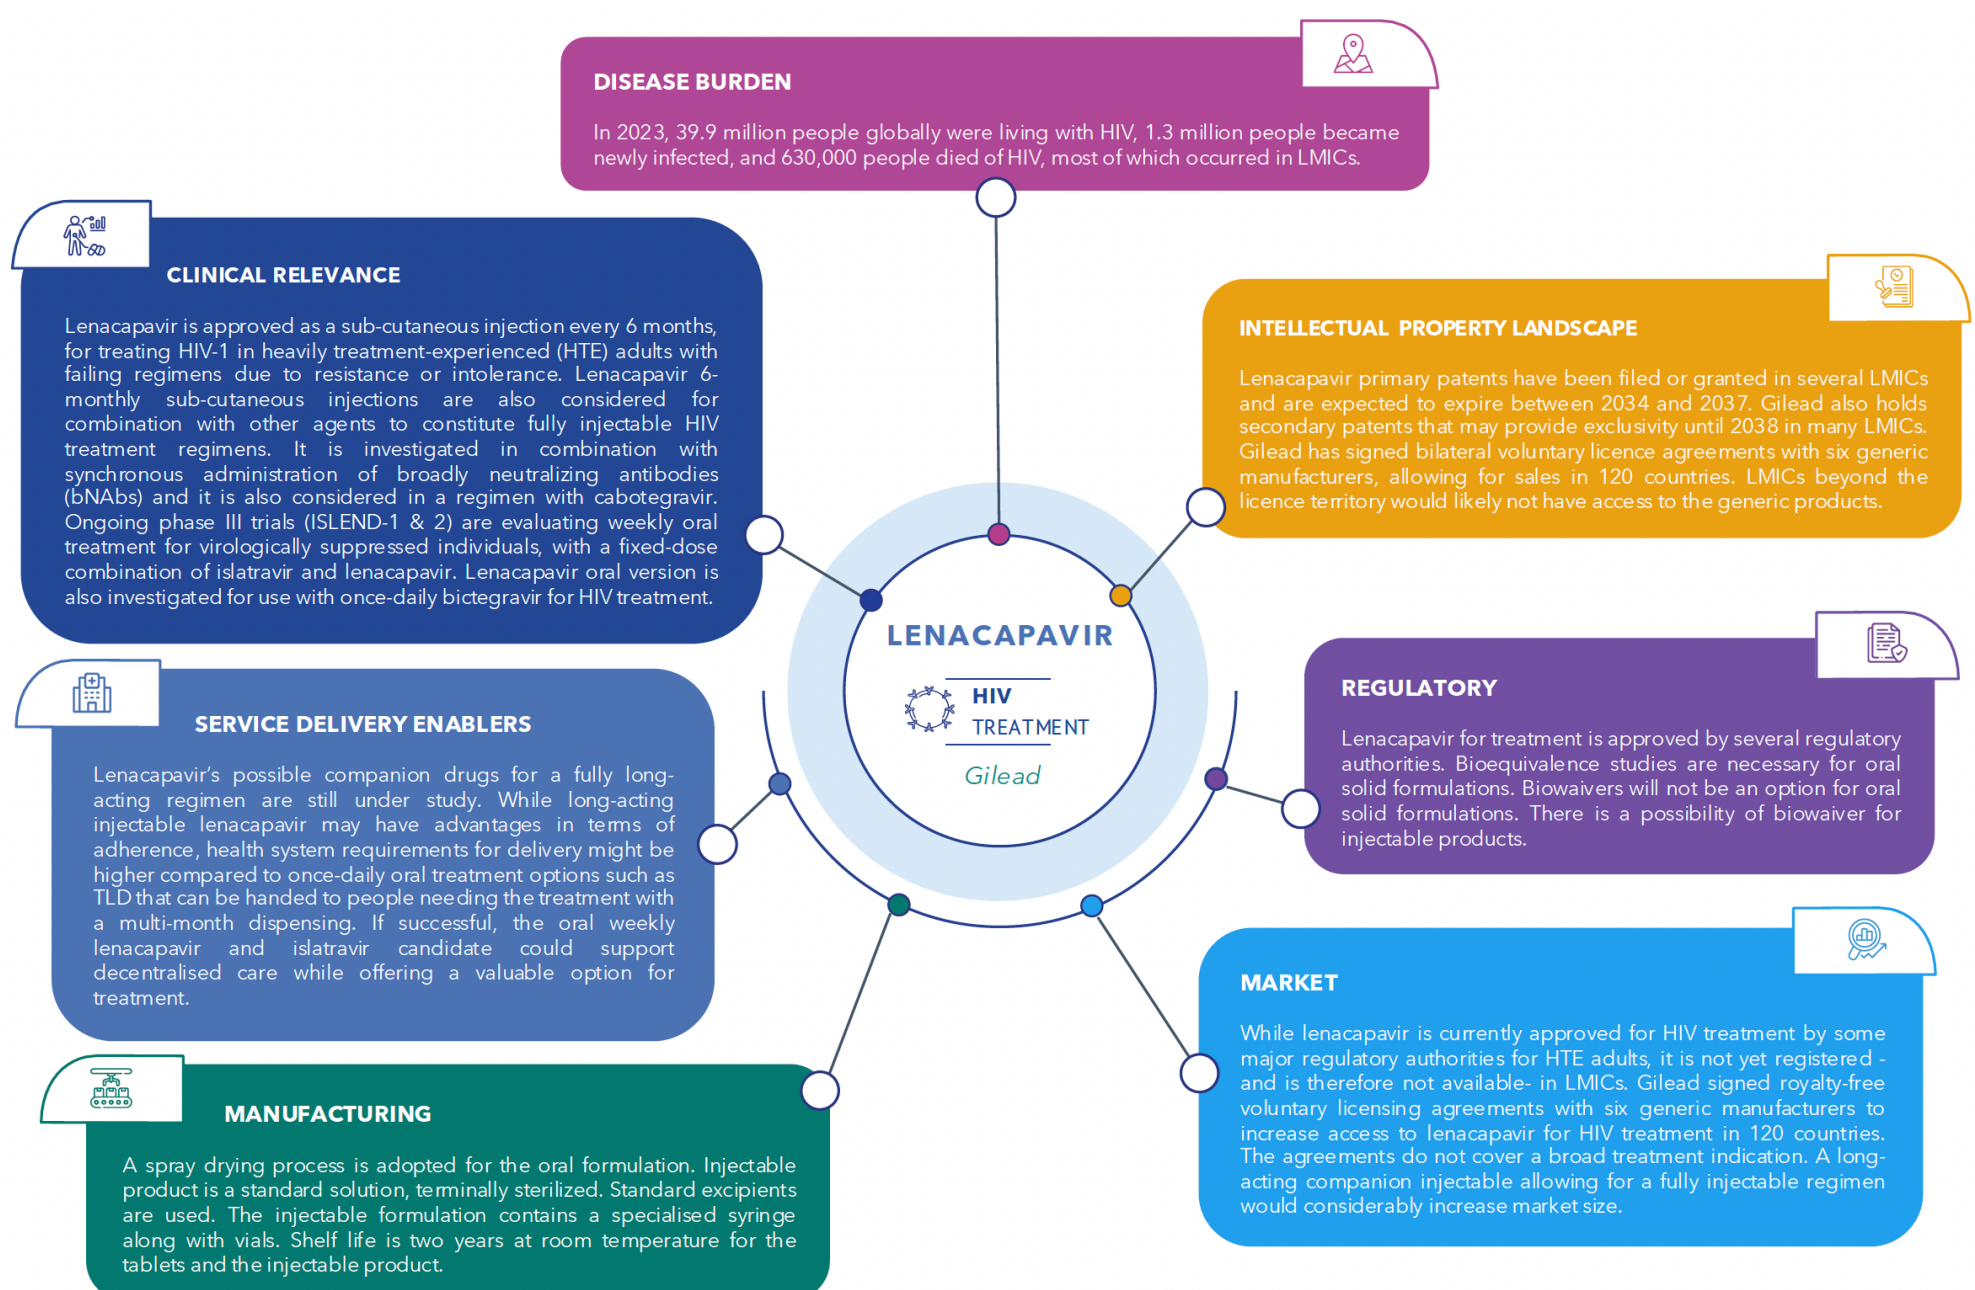 DISEASE BURDEN
In 2023, 39.9 million people globally were living with HIV, 1.3 million people became
newly infected, and 630,000 people died of HIV, most of which occurred in LMICs.
CLINICAL RELEVANCE
Lenacapavir is approved as a sub-cutaneous injection every 6 months,
for treating HIV-1 in heavily treatment-experienced (HTE) adults with
failing regimens due to resistance or intolerance. Lenacapavir 6-
monthly sub-cutaneous injections are also considered for
combination with other agents to constitute fully injectable HIV
treatment regimens. It is investigated in combination with
synchronous administration of broadly neutralizing antibodies
(bNAbs) and it is also considered in a regimen with cabotegravir.
Ongoing phase III trials (ISLEND-1 & 2) are evaluating weekly oral
treatment for virologically suppressed individuals, with a fixed-dose
combination of islatravir and lenacapavir. Lenacapavir oral version is
also investigated for use with once-daily bictegravir for HIV treatment.
INTELLECTUAL PROPERTY LANDSCAPE
Lenacapavir primary patents have been filed or granted in several LMICs
and are expected to expire between 2034 and 2037. Gilead also holds
secondary patents that may provide exclusivity until 2038 in many LMICs.
Gilead has signed bilateral voluntary licence agreements with six generic
manufacturers, allowing for sales in 120 countries. LMICs beyond the
licence territory would likely not have access to the generic products.
LENACAPAVIR
HIV
TREATMENT
Gilead
SERVICE DELIVERY ENABLERS
Lenacapavir's possible companion drugs for a fully long-
acting regimen are still under study. While long-acting
injectable lenacapavir may have advantages in terms of
adherence, health system requirements for delivery might be
higher compared to once-daily oral treatment options such as
TLD that can be handed to people needing the treatment with
a multi-month dispensing. If successful, the oral weekly
lenacapavir and islatravir candidate could support
decentralised care while offering a valuable option for
treatment.
REGULATORY
Lenacapavir for treatment is approved by several regulatory
authorities. Bioequivalence studies are necessary for oral
solid formulations. Biowaivers will not be an option for oral
solid formulations. There is a possibility of biowaiver for
injectable products.
MANUFACTURING
A spray drying process is adopted for the oral formulation. Injectable
product is a standard solution, terminally sterilized. Standard excipients
are used. The injectable formulation contains a specialised syringe
along with vials. Shelf life is two years at room temperature for the
tablets and the injectable product.
MARKET
While lenacapavir is currently approved for HIV treatment by some
major regulatory authorities for HTE adults, it is not yet registered -
and is therefore not available- in LMICs. Gilead signed royalty-free
voluntary licensing agreements with six generic manufacturers to
increase access to lenacapavir for HIV treatment in 120 countries.
The agreements do not cover a broad treatment indication. A long-
acting companion injectable allowing for a fully injectable regimen
would considerably increase market size.